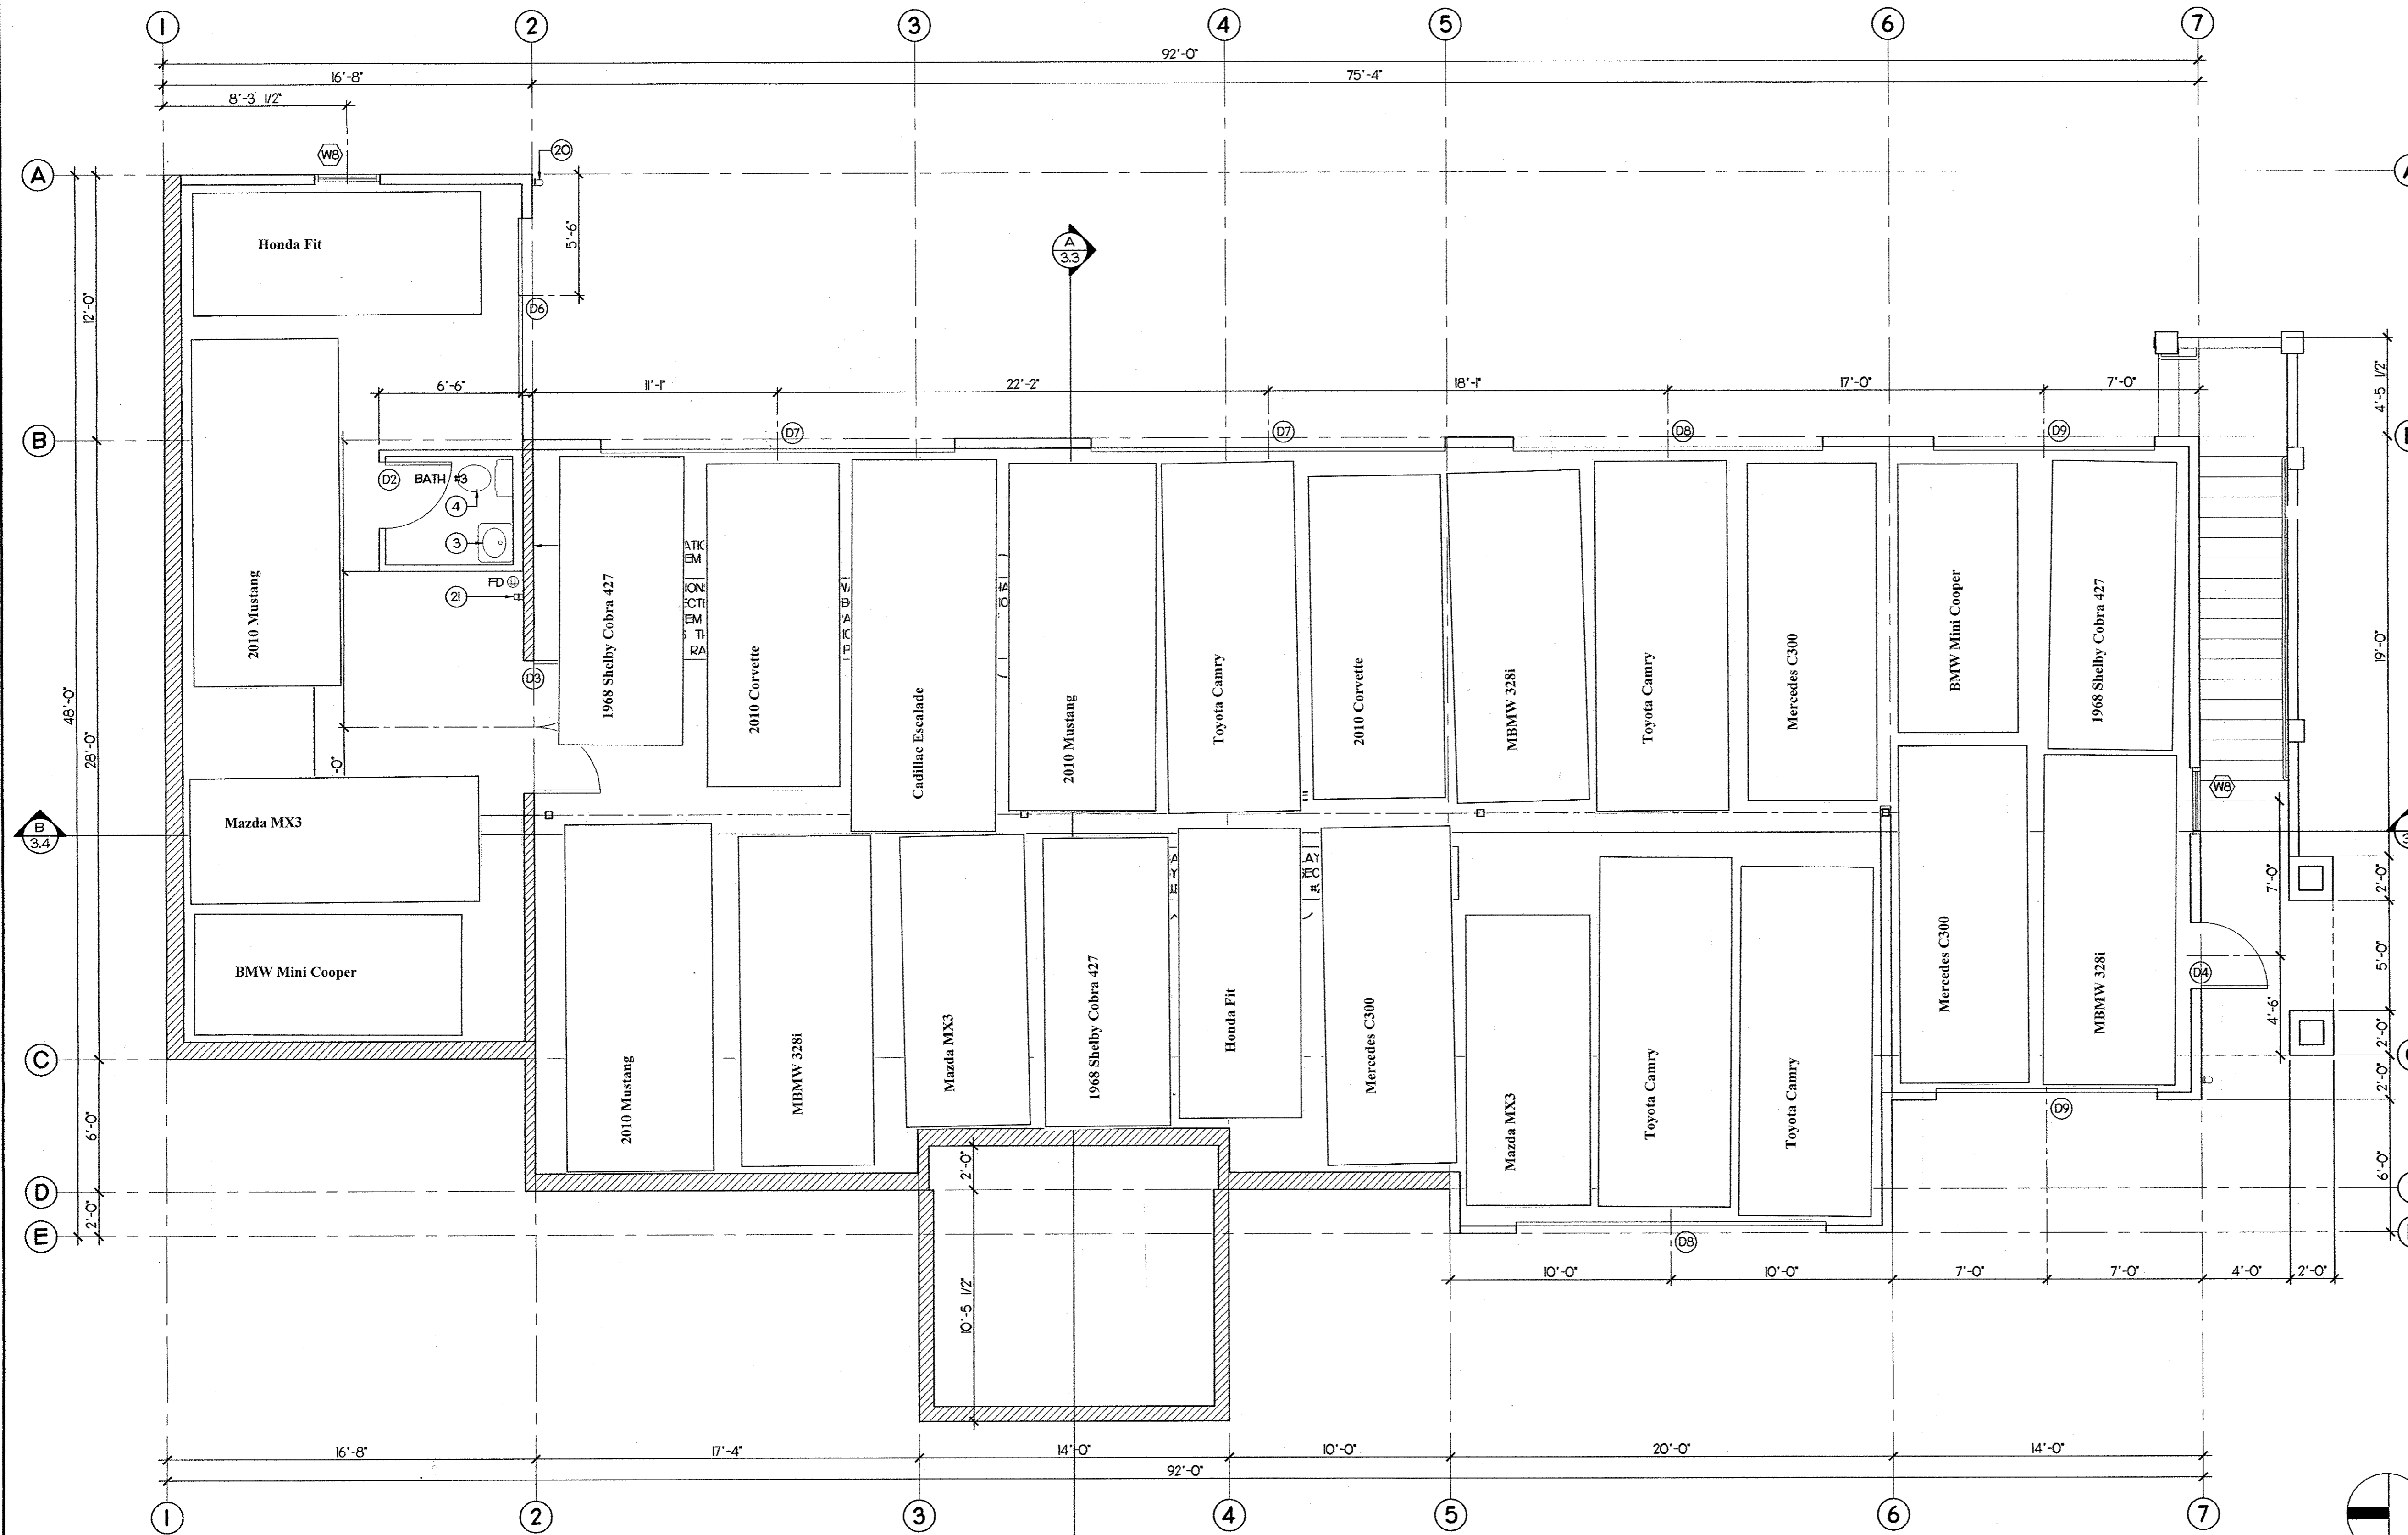 1
2
3
4
5
6
7
92'-0"
16'-8"
75'-4"
8'-3 1/2"
W8
20
A
A
3.3
5'-6"
12'-0"
Honda Fit
D6
6'-6"
11'-1"
22'-2"
18'-1"
17'-0"
7'-0"
4'-5 1/2"
B
D7
D7
D8
D9
D2
BATH #3
4
3
FD
21
D3
48'-0"
28'-0"
19'-0"
2010 Mustang
1968 Shelby Cobra 427
2010 Corvette
Cadillac Escalade
2010 Mustang
Toyota Camry
2010 Corvette
MBMW 328i
Toyota Camry
Mercedes C300
BMW Mini Cooper
1968 Shelby Cobra 427
W8
-0"
Mazda MX3
B
3.4
BMW Mini Cooper
2010 Mustang
MBMW 328i
Mazda MX3
1968 Shelby Cobra 427
Honda Fit
Mercedes C300
Mazda MX3
Toyota Camry
Toyota Camry
Mercedes C300
MBMW 328i
7'-0"
2'-0"
5'-0"
D4
4'-6"
2'-0"
2'-0"
C
D9
6'-0"
6'-0"
D
2'-0"
E
2'-0"
D8
10'-5 1/2"
10'-0"
10'-0"
7'-0"
7'-0"
4'-0"
2'-0"
16'-8"
17'-4"
14'-0"
10'-0"
20'-0"
14'-0"
92'-0"
1
2
3
4
5
6
7